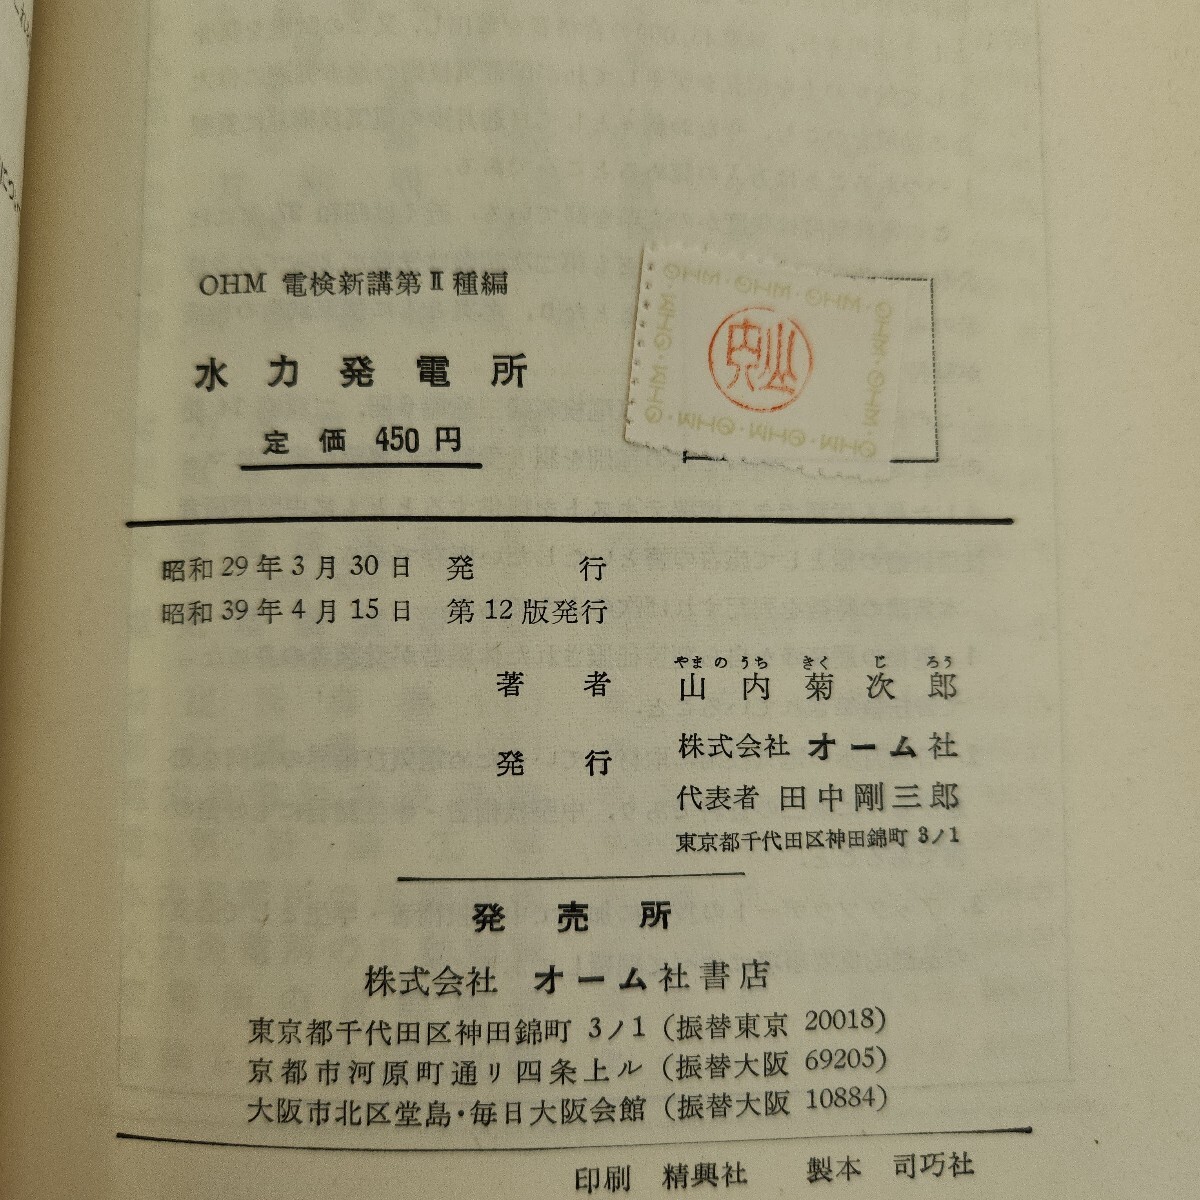 OHM 電検新講第Ⅱ種編
水力発電所
定価 450円
OHM・OHM・OHM・OHM
山内
昭和29年3月30日 発行
昭和39年4月15日 第12版発行
やまのうち きくじろう
著者 山内菊次郎
発行 株式会社 オーム社
代表者 田中剛三郎
東京都千代田区神田錦町 3ノ1
発売所
株式会社 オーム社書店
東京都千代田区神田錦町 3ノ1 (振替東京 20018)
京都市河原町通リ四条上ル (振替大阪 69205)
大阪市北区堂島・毎日大阪会館 (振替大阪 10884)
印刷 精興社 製本 司巧社